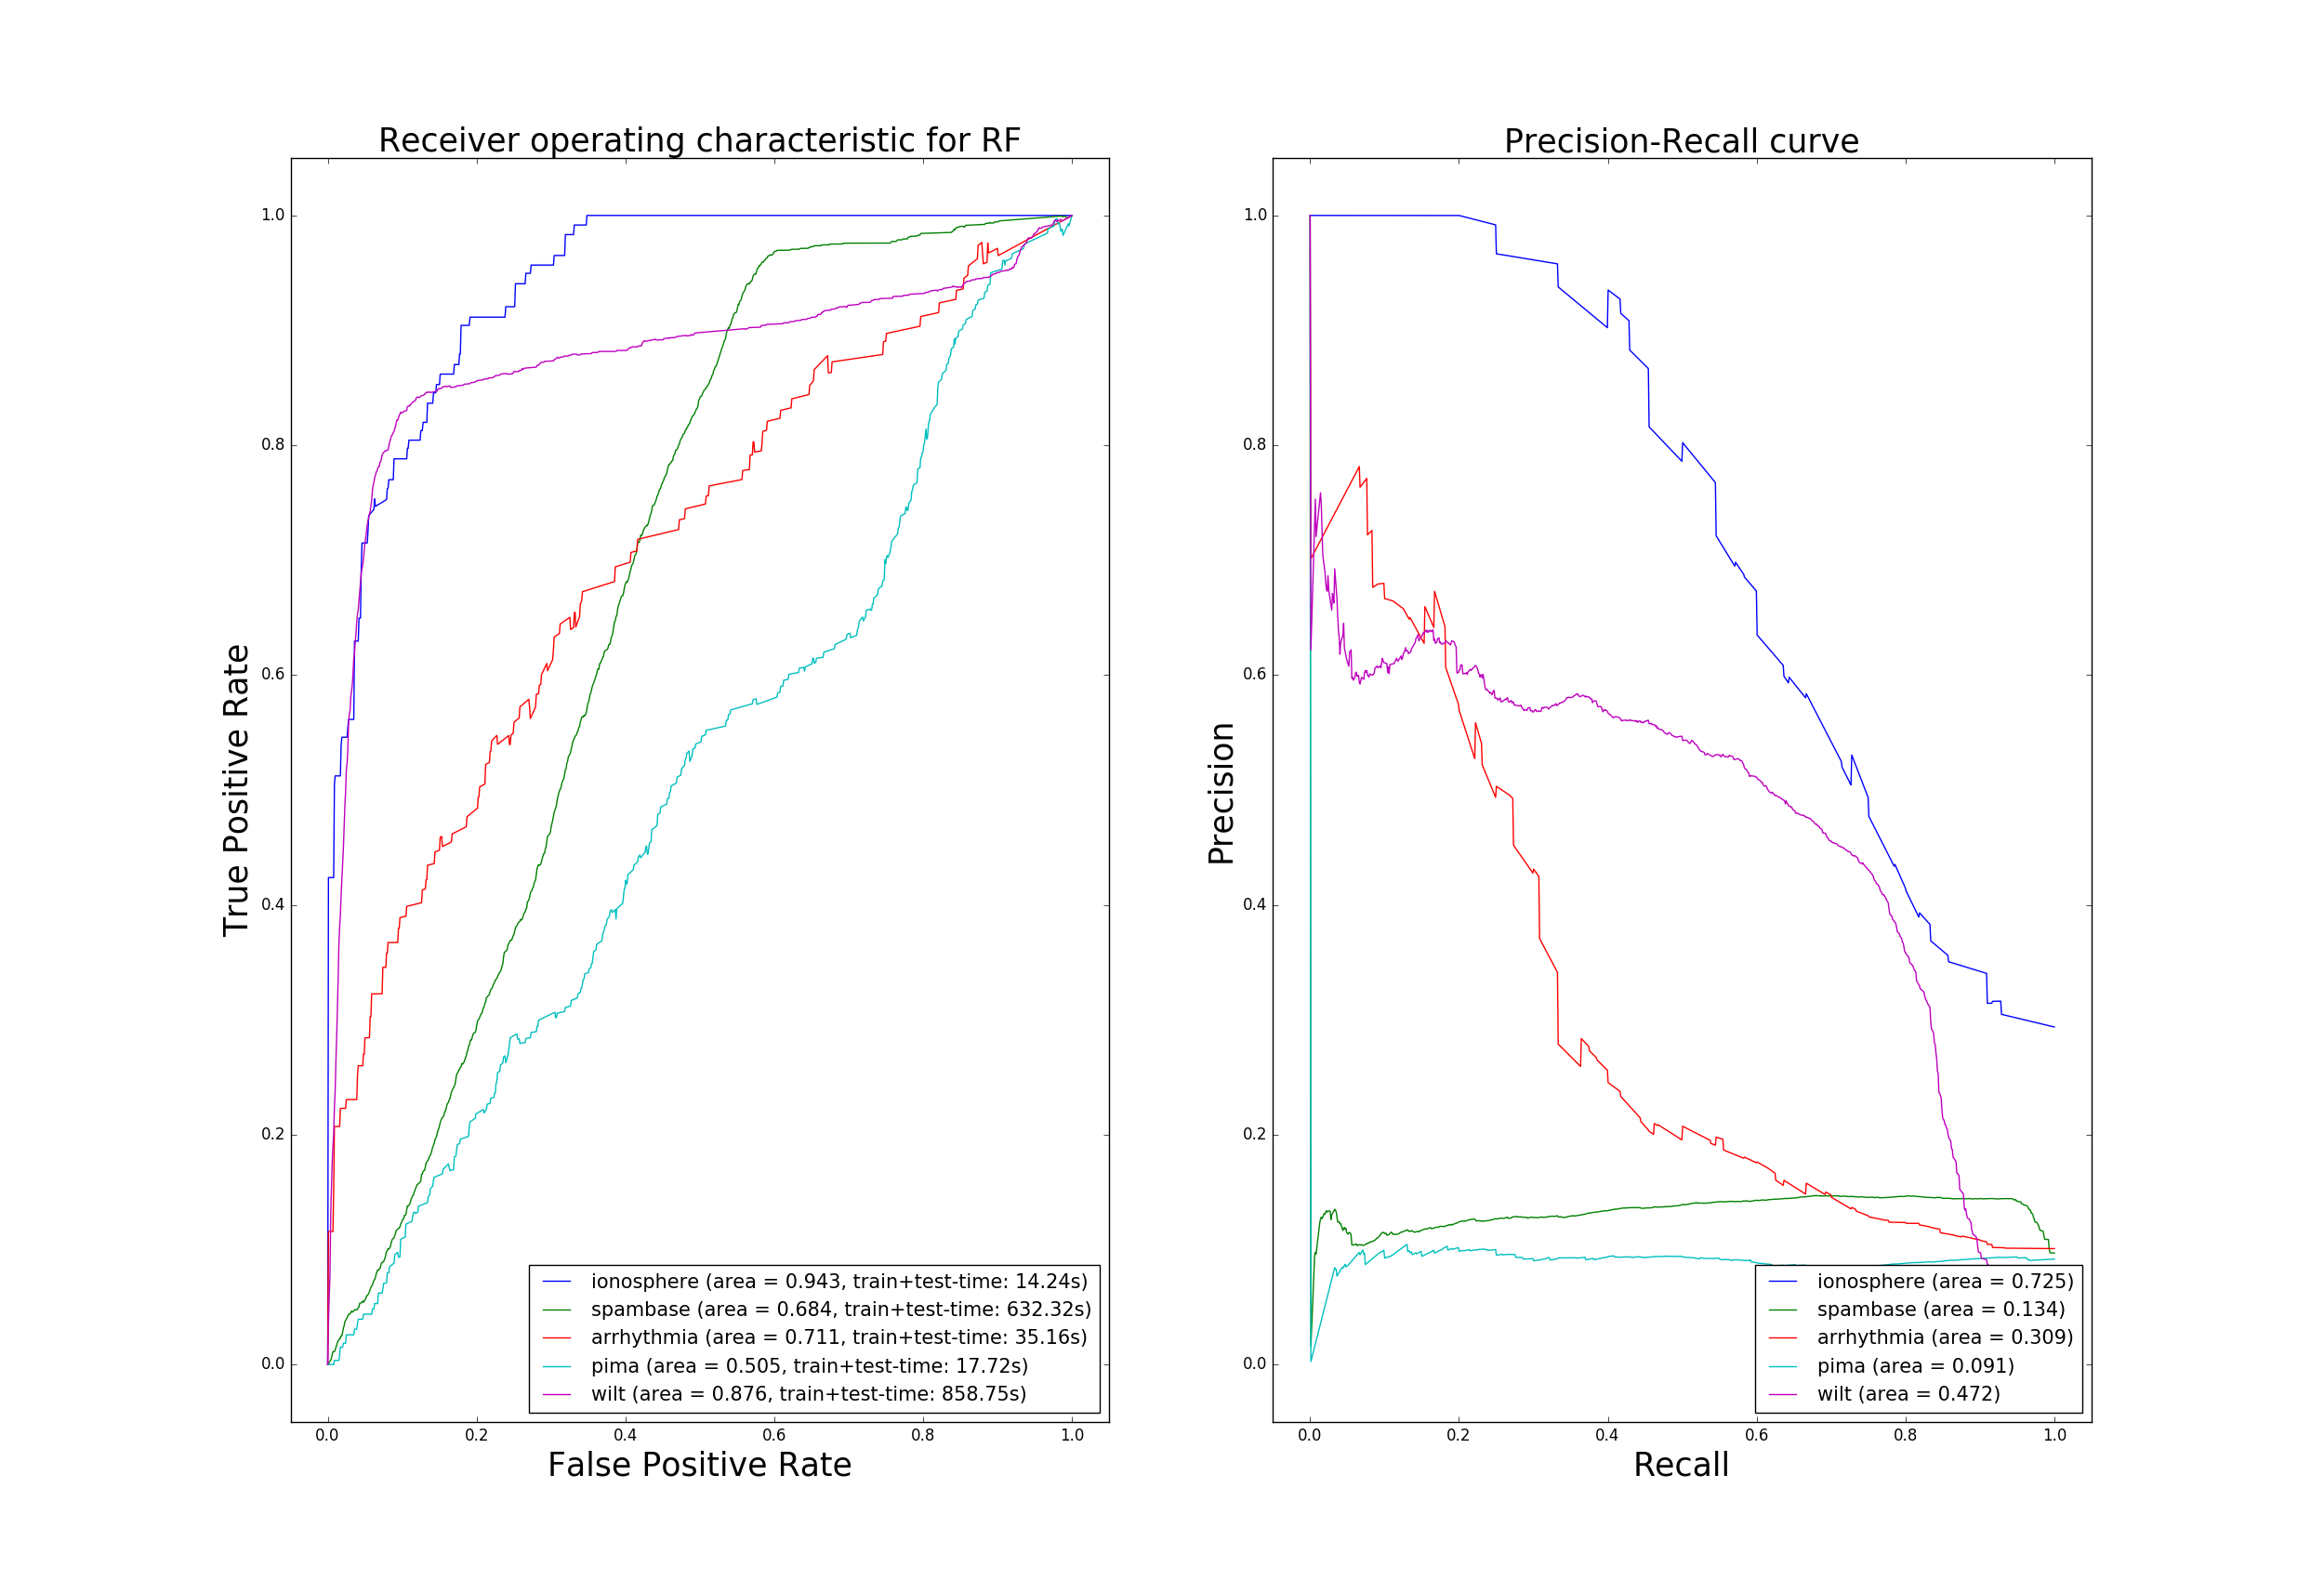 Receiver operating characteristic for RF
True Positive Rate
1.0
0.8
0.6
0.4
0.2
0.0
ionosphere (area = 0.943, train+test-time: 14.24s)
spambase (area = 0.684, train+test-time: 632.32s)
arrhythmia (area = 0.711, train+test-time: 35.16s)
pima (area = 0.505, train+test-time: 17.72s)
wilt (area = 0.876, train+test-time: 858.75s)
0.0 0.2 0.4 0.6 0.8 1.0
False Positive Rate
Precision-Recall curve
Precision
1.0
0.8
0.6
0.4
0.2
0.0
ionosphere (area = 0.725)
spambase (area = 0.134)
arrhythmia (area = 0.309)
pima (area = 0.091)
wilt (area = 0.472)
0.0 0.2 0.4 0.6 0.8 1.0
Recall